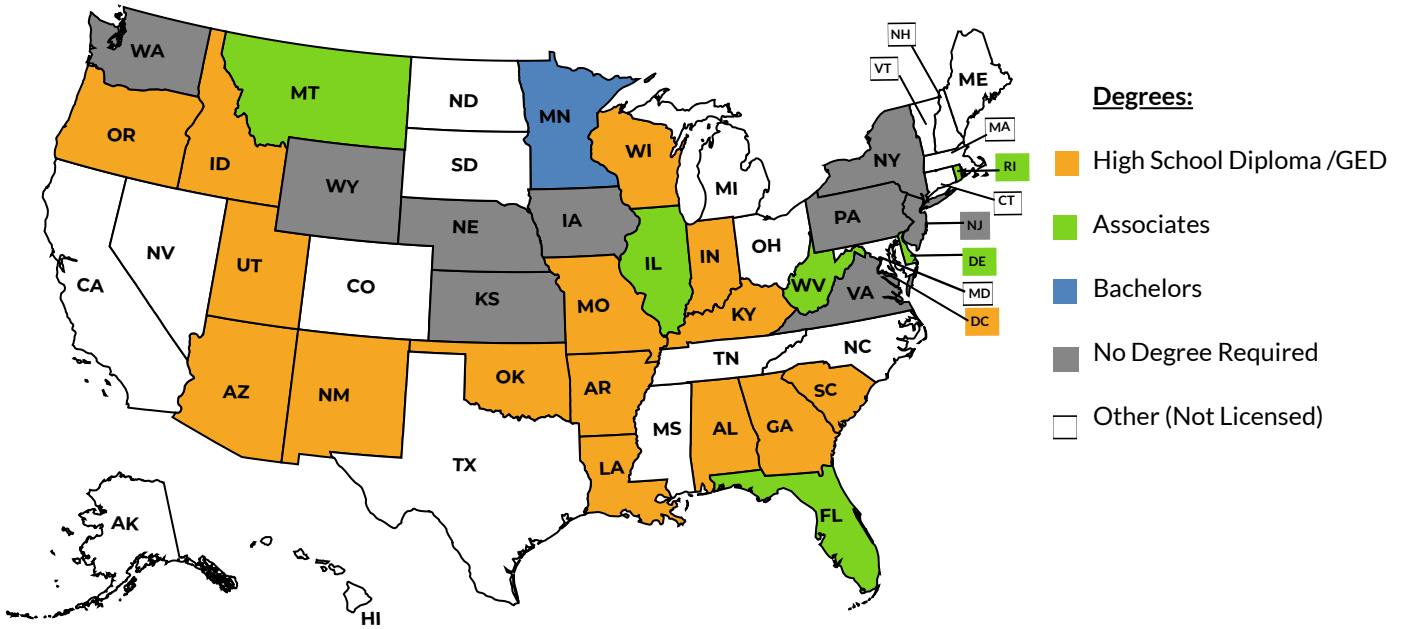 WA
OR
ID
MT
ND
SD
MN
WI
MI
WY
NE
IA
NV
UT
CO
KS
CA
AZ
NM
OK
TX
MO
AR
LA
IL
IN
OH
KY
WV
VA
TN
NC
SC
MS
AL
GA
FL
PA
NY
ME
NH
VT
MA
RI
CT
NJ
DE
MD
DC
AK
HI
Degrees:
High School Diploma /GED
Associates
Bachelors
No Degree Required
Other (Not Licensed)